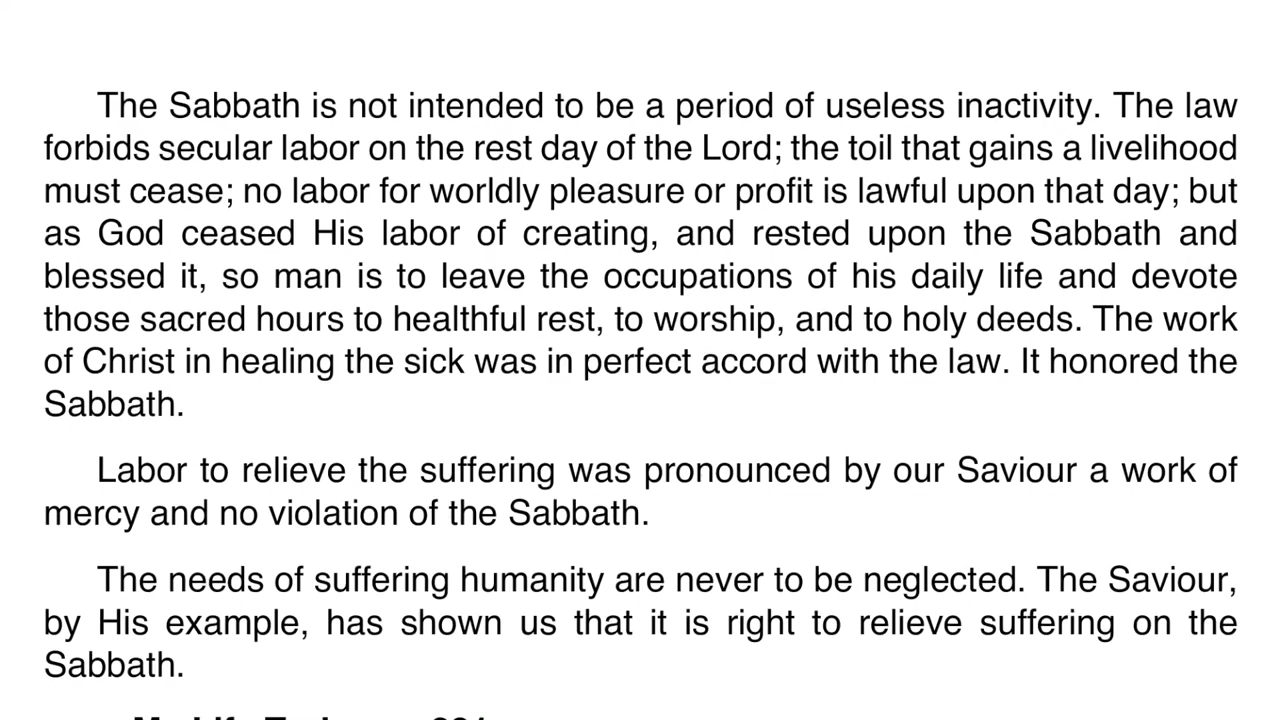 The Sabbath is not intended to be a period of useless inactivity. The law
forbids secular labor on the rest day of the Lord; the toil that gains a livelihood
must cease; no labor for worldly pleasure or profit is lawful upon that day; but
as God ceased His labor of creating, and rested upon the Sabbath and
blessed it, so man is to leave the occupations of his daily life and devote
those sacred hours to healthful rest, to worship, and to holy deeds. The work
of Christ in healing the sick was in perfect accord with the law. It honored the
Sabbath.
Labor to relieve the suffering was pronounced by our Saviour a work of
mercy and no violation of the Sabbath.
The needs of suffering humanity are never to be neglected. The Saviour,
by His example, has shown us that it is right to relieve suffering on the
Sabbath.